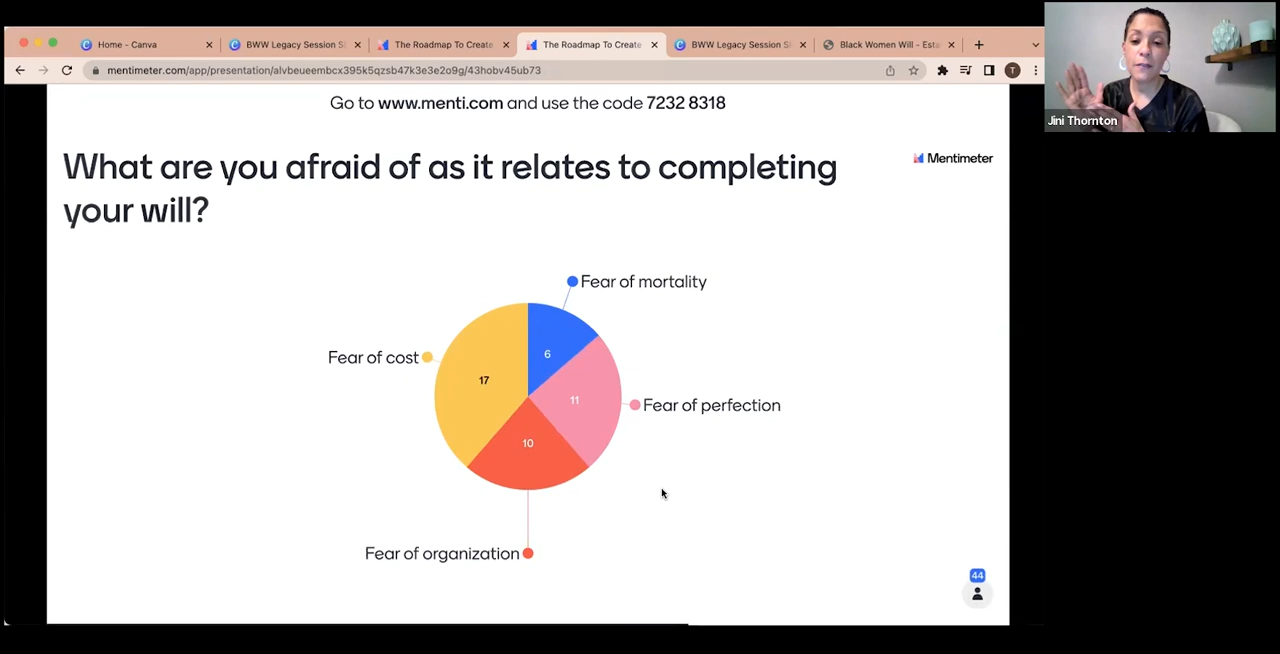 Home - Canva
BWW Legacy Session S
The Roadmap To Create
The Roadmap To Create
BWW Legacy Session S
Black Women Will - Esta
mentimeter.com/app/presentation/alvbeueembcx395k5qzsb47k3e3e2o9g/43hobv45ub73
T
Jini Thornton
Go to www.menti.com and use the code 7232 8318
What are you afraid of as it relates to completing
your will?
Mentimeter
Fear of mortality
6
Fear of cost
17
11
Fear of perfection
10
Fear of organization
44